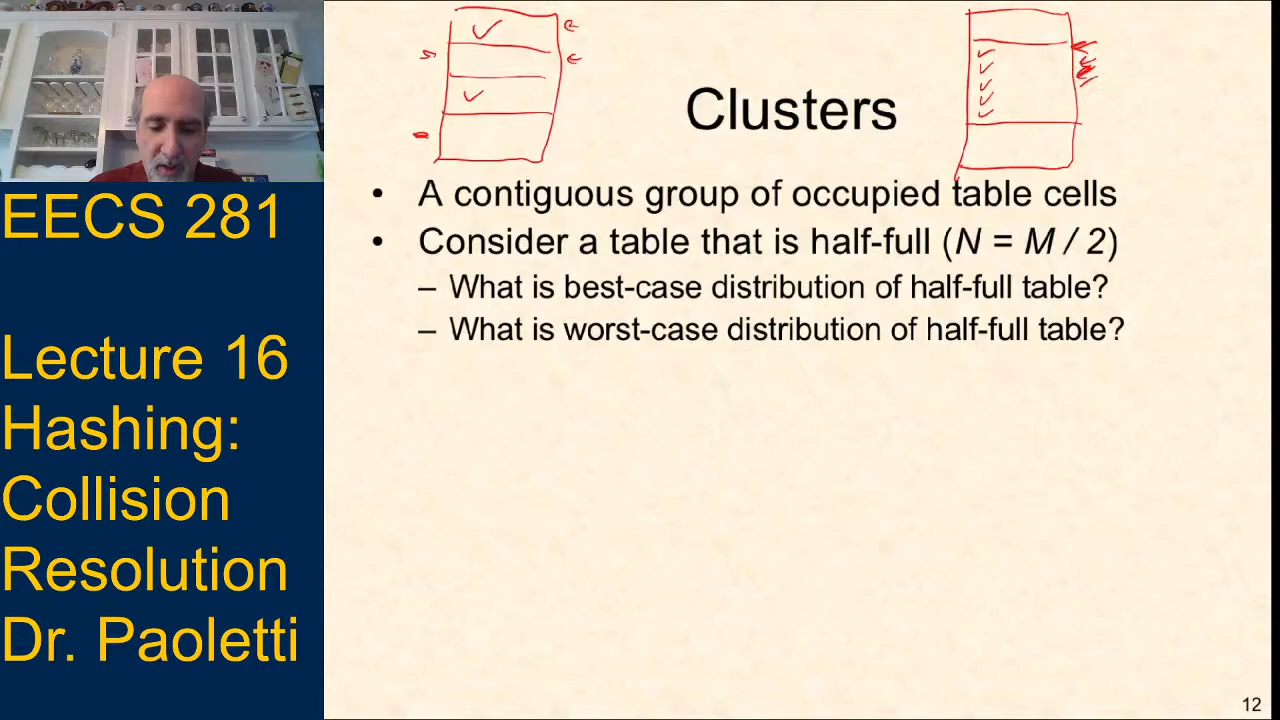 EECS 281
Lecture 16
Hashing:
Collision
Resolution
Dr. Paoletti
Clusters
• A contiguous group of occupied table cells
• Consider a table that is half-full (N = M / 2)
– What is best-case distribution of half-full table?
– What is worst-case distribution of half-full table?
12